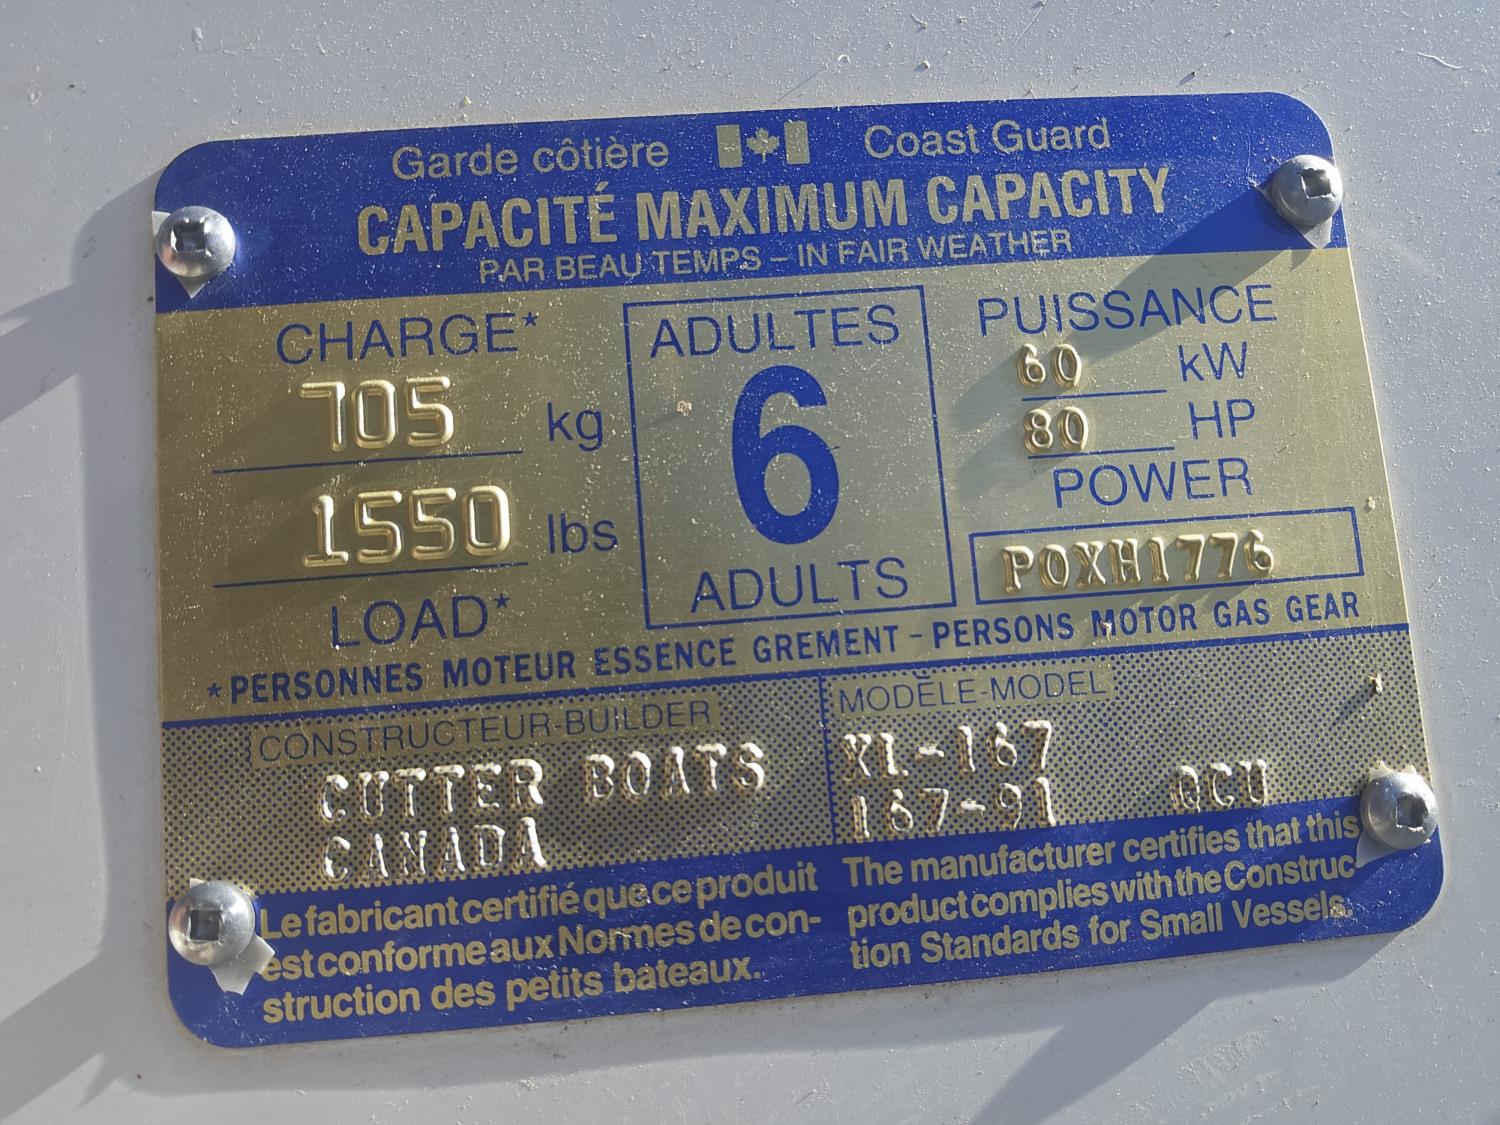 Garde côtière Coast Guard
CAPACITÉ MAXIMUM CAPACITY
PAR BEAU TEMPS – IN FAIR WEATHER
CHARGE*
705 kg
1550 lbs
LOAD*
ADULTES
6
ADULTS
PUISSANCE
60 kW
80 HP
POWER
POXH1776
*PERSONNES MOTEUR ESSENCE GREMENT – PERSONS MOTOR GAS GEAR
CONSTRUCTEUR-BUILDER
CUTTER BOATS
CANADA
MODÈLE-MODEL
XL-167
167-91 QCU
Le fabricant certifié que ce produit
est conforme aux Normes de con-
struction des petits bateaux.
The manufacturer certifies that this
product complies with the Construc-
tion Standards for Small Vessels.